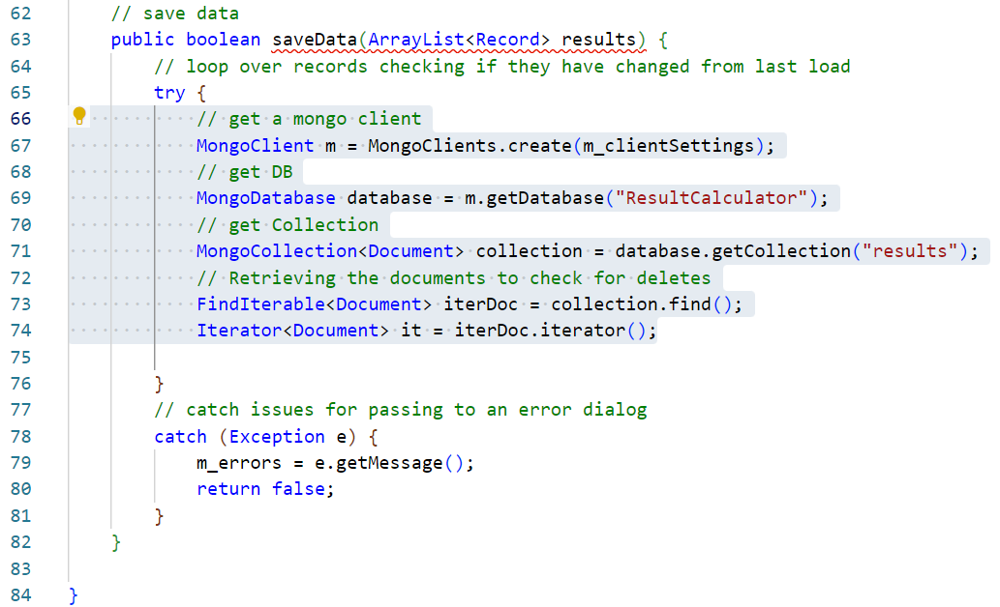 62 // save data
63 public boolean saveData(ArrayList<Record> results) {
64 // loop over records checking if they have changed from last load
65 try {
66 // get a mongo client
67 MongoClient m = MongoClients.create(m_clientSettings);
68 // get DB
69 MongoDatabase database = m.getDatabase("ResultCalculator");
70 // get Collection
71 MongoCollection<Document> collection = database.getCollection("results");
72 // Retrieving the documents to check for deletes
73 FindIterable<Document> iterDoc = collection.find();
74 Iterator<Document> it = iterDoc.iterator();
75
76 }
77 // catch issues for passing to an error dialog
78 catch (Exception e) {
79 m_errors = e.getMessage();
80 return false;
81 }
82 }
83
84 }